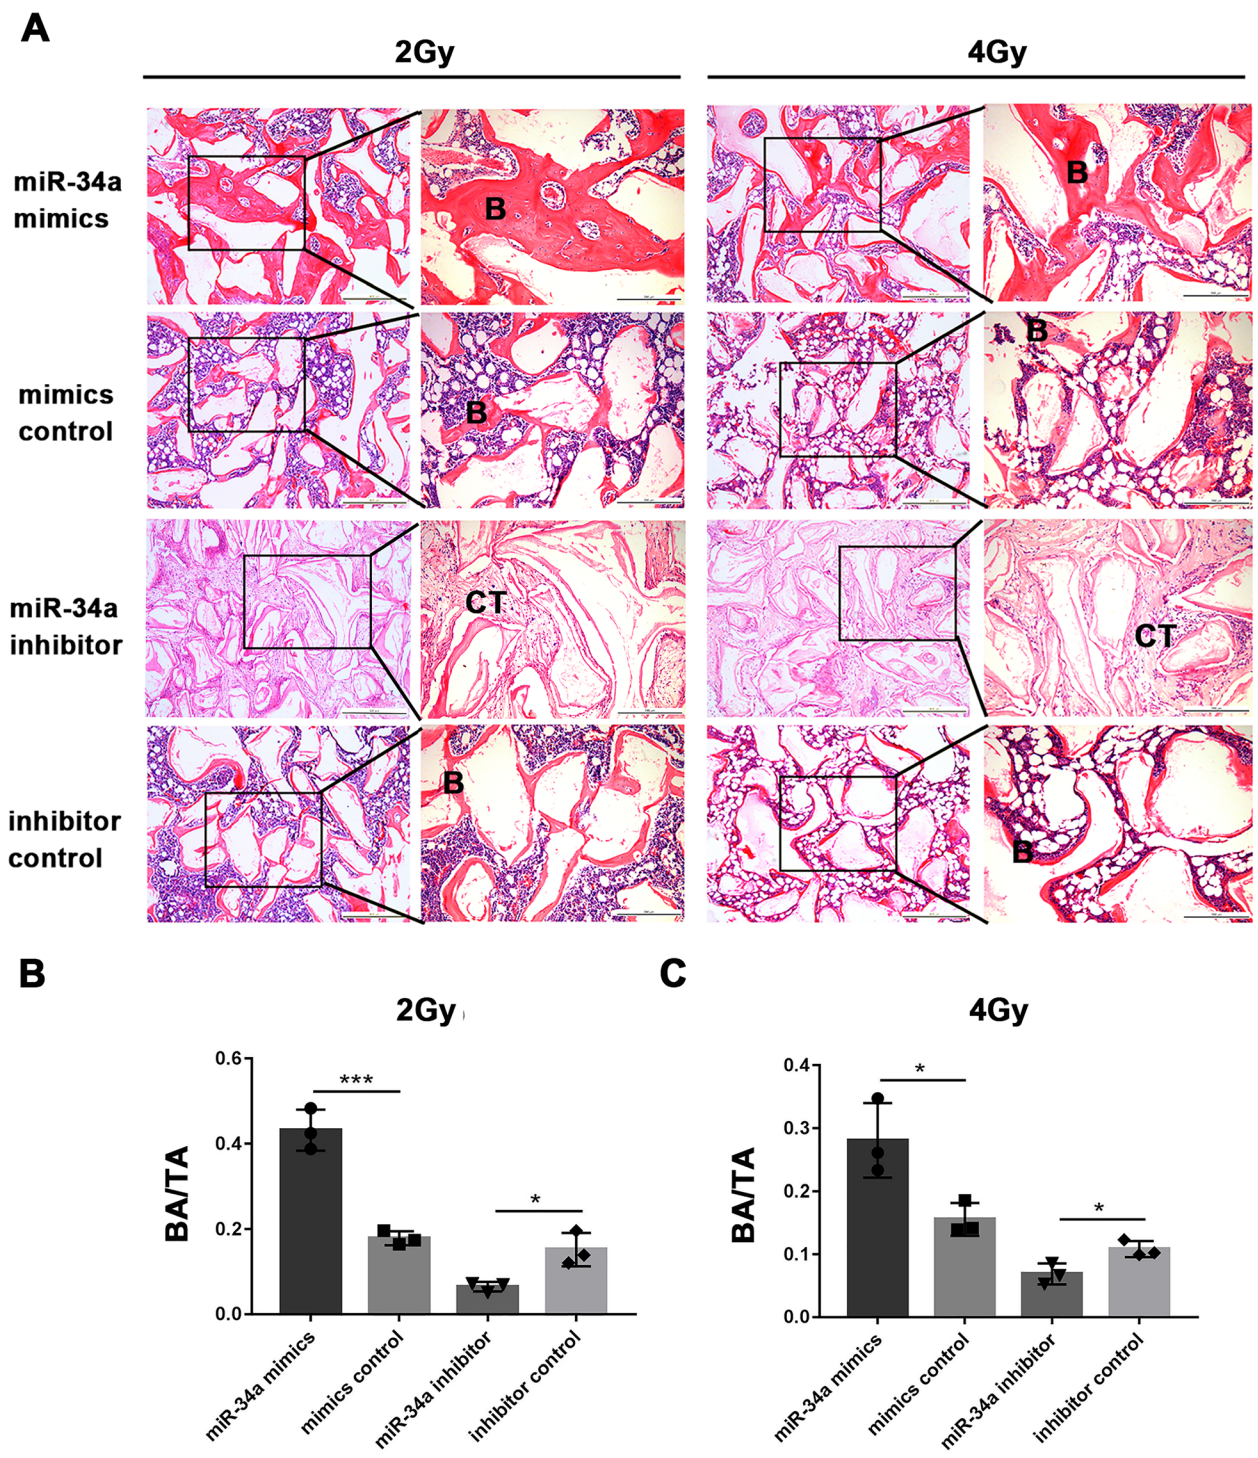 A
2Gy
4Gy
miR-34a
mimics
B
B
mimics
control
B
B
miR-34a
inhibitor
CT
CT
inhibitor
control
B
B
B
2Gy
BA/TA
0.6
0.4
0.2
0.0
***
*
miR-34a mimics
mimics control
miR-34a inhibitor
inhibitor control
C
4Gy
BA/TA
0.4
0.3
0.2
0.1
0.0
*
*
miR-34a mimics
mimics control
miR-34a inhibitor
inhibitor control